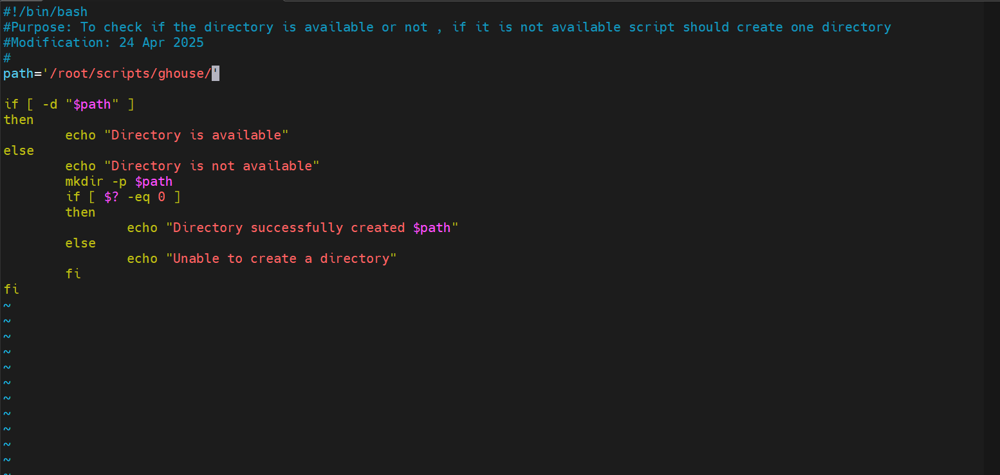 #!/bin/bash
#Purpose: To check if the directory is available or not , if it is not available script should create one directory
#Modification: 24 Apr 2025
#
path='/root/scripts/ghouse/'

if [ -d "$path" ]
then
        echo "Directory is available"
else
        echo "Directory is not available"
        mkdir -p $path
        if [ $? -eq 0 ]
        then
                echo "Directory successfully created $path"
        else
                echo "Unable to create a directory"
        fi
fi
~
~
~
~
~
~
~
~
~
~
~
~